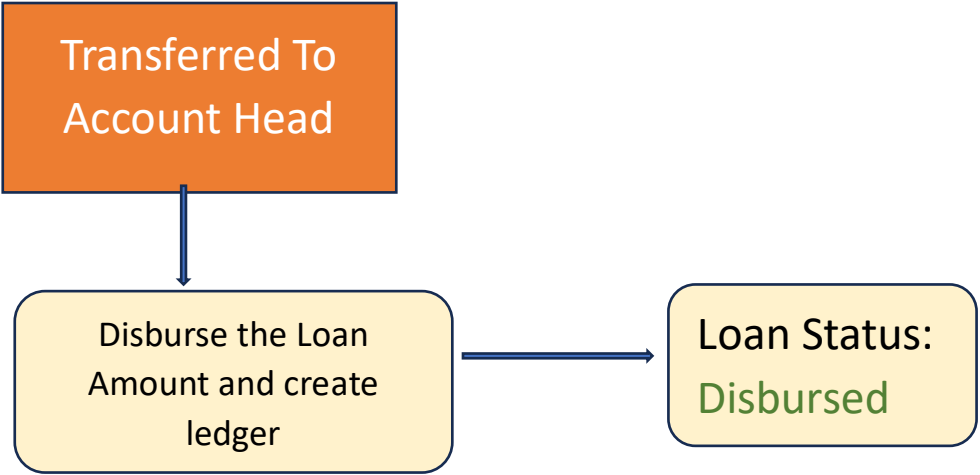 Transferred To
Account Head
Disburse the Loan
Amount and create
ledger
Loan Status:
Disbursed